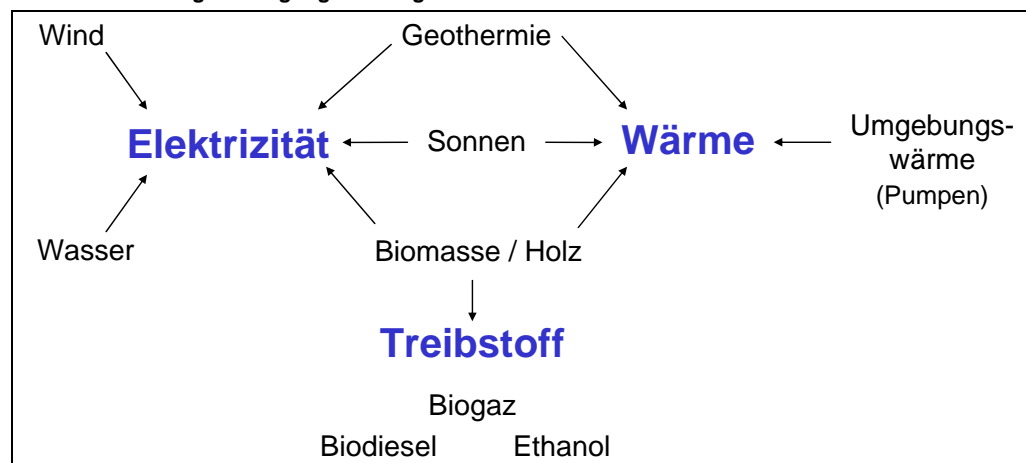 Wind
Geothermie
Elektrizität
Sonnen
Wärme
Umgebungs-
wärme
(Pumpen)
Wasser
Biomasse / Holz
Treibstoff
Biogaz
Biodiesel
Ethanol